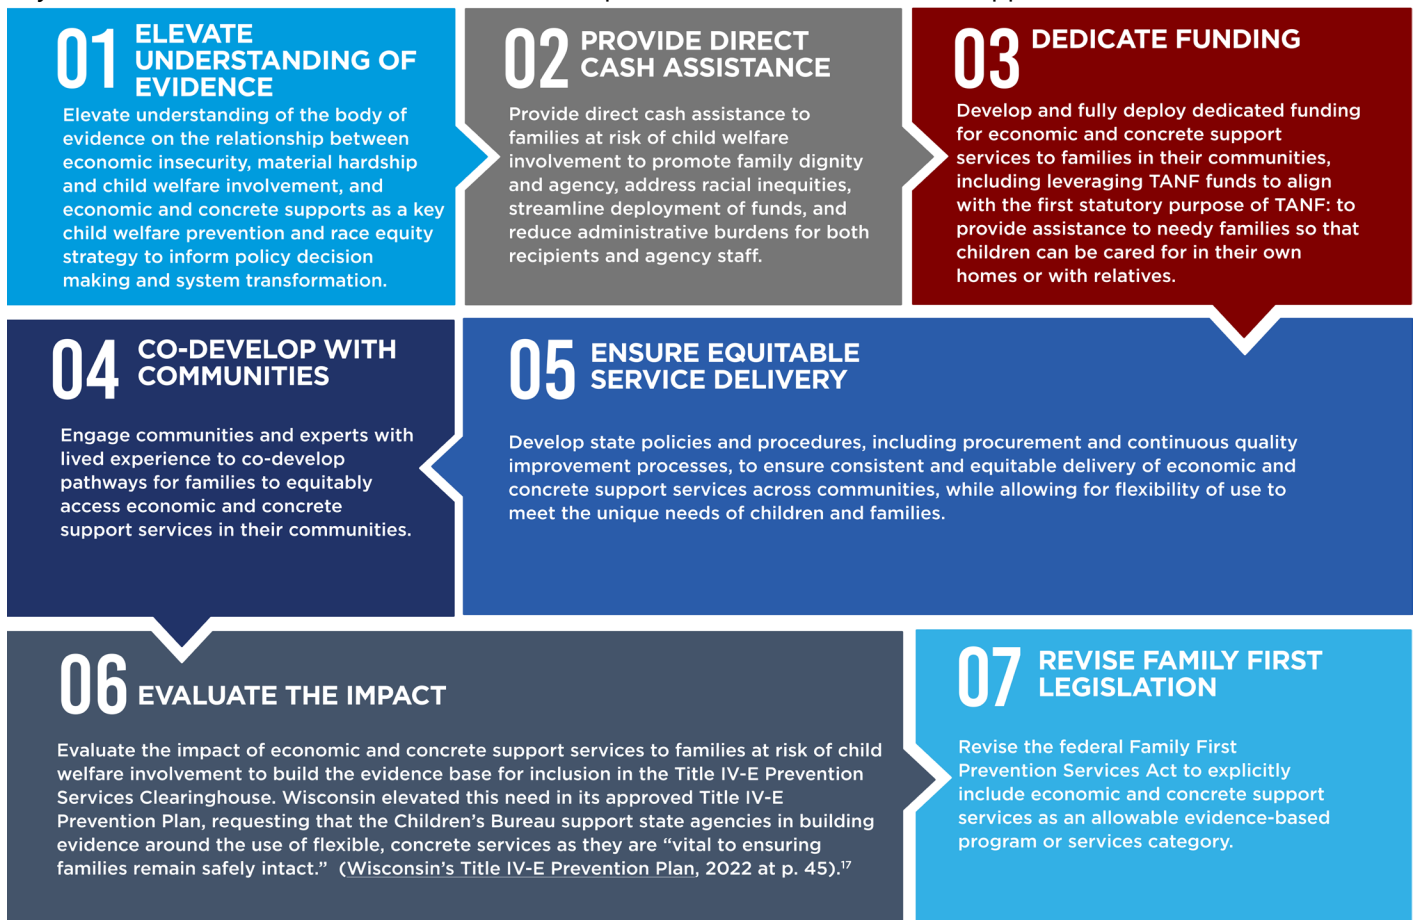 01
ELEVATE
UNDERSTANDING OF
EVIDENCE
Elevate understanding of the body of
evidence on the relationship between
economic insecurity, material hardship
and child welfare involvement, and
economic and concrete supports as a key
child welfare prevention and race equity
strategy to inform policy decision
making and system transformation.
02
PROVIDE DIRECT
CASH ASSISTANCE
Provide direct cash assistance to
families at risk of child welfare
involvement to promote family dignity
and agency, address racial inequities,
streamline deployment of funds, and
reduce administrative burdens for both
recipients and agency staff.
03
DEDICATE FUNDING
Develop and fully deploy dedicated funding
for economic and concrete support
services to families in their communities,
including leveraging TANF funds to align
with the first statutory purpose of TANF: to
provide assistance to needy families so that
children can be cared for in their own
homes or with relatives.
04
CO-DEVELOP WITH
COMMUNITIES
Engage communities and experts with
lived experience to co-develop
pathways for families to equitably
access economic and concrete
support services in their communities.
05
ENSURE EQUITABLE
SERVICE DELIVERY
Develop state policies and procedures, including procurement and continuous quality
improvement processes, to ensure consistent and equitable delivery of economic and
concrete support services across communities, while allowing for flexibility of use to
meet the unique needs of children and families.
06
EVALUATE THE IMPACT
Evaluate the impact of economic and concrete support services to families at risk of child
welfare involvement to build the evidence base for inclusion in the Title IV-E Prevention
Services Clearinghouse. Wisconsin elevated this need in its approved Title IV-E
Prevention Plan, requesting that the Children's Bureau support state agencies in building
evidence around the use of flexible, concrete services as they are “vital to ensuring
families remain safely intact.” (Wisconsin's Title IV-E Prevention Plan, 2022 at p. 45).17
07
REVISE FAMILY FIRST
LEGISLATION
Revise the federal Family First
Prevention Services Act to explicitly
include economic and concrete support
services as an allowable evidence-based
program or services category.